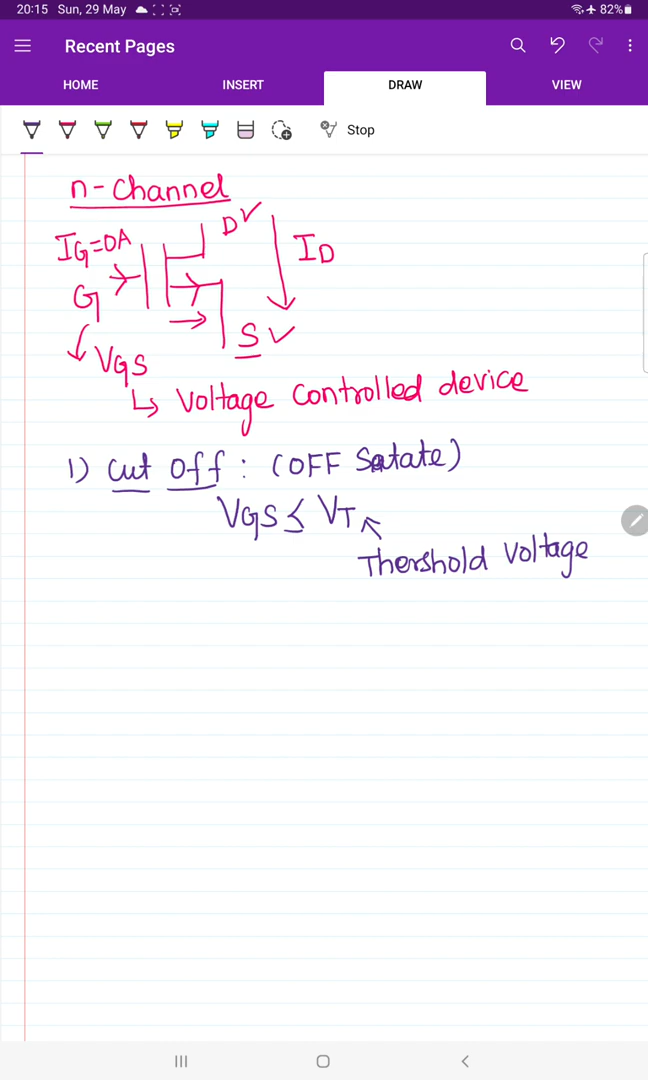 20:15 Sun, 29 May 82%
Recent Pages
HOME INSERT DRAW VIEW
Stop
n-Channel
IG=0A
D
ID
G
S
VGS
Voltage controlled device
1) Cut Off : (OFF Satate)
VGS ≤ VT
Thershold Voltage